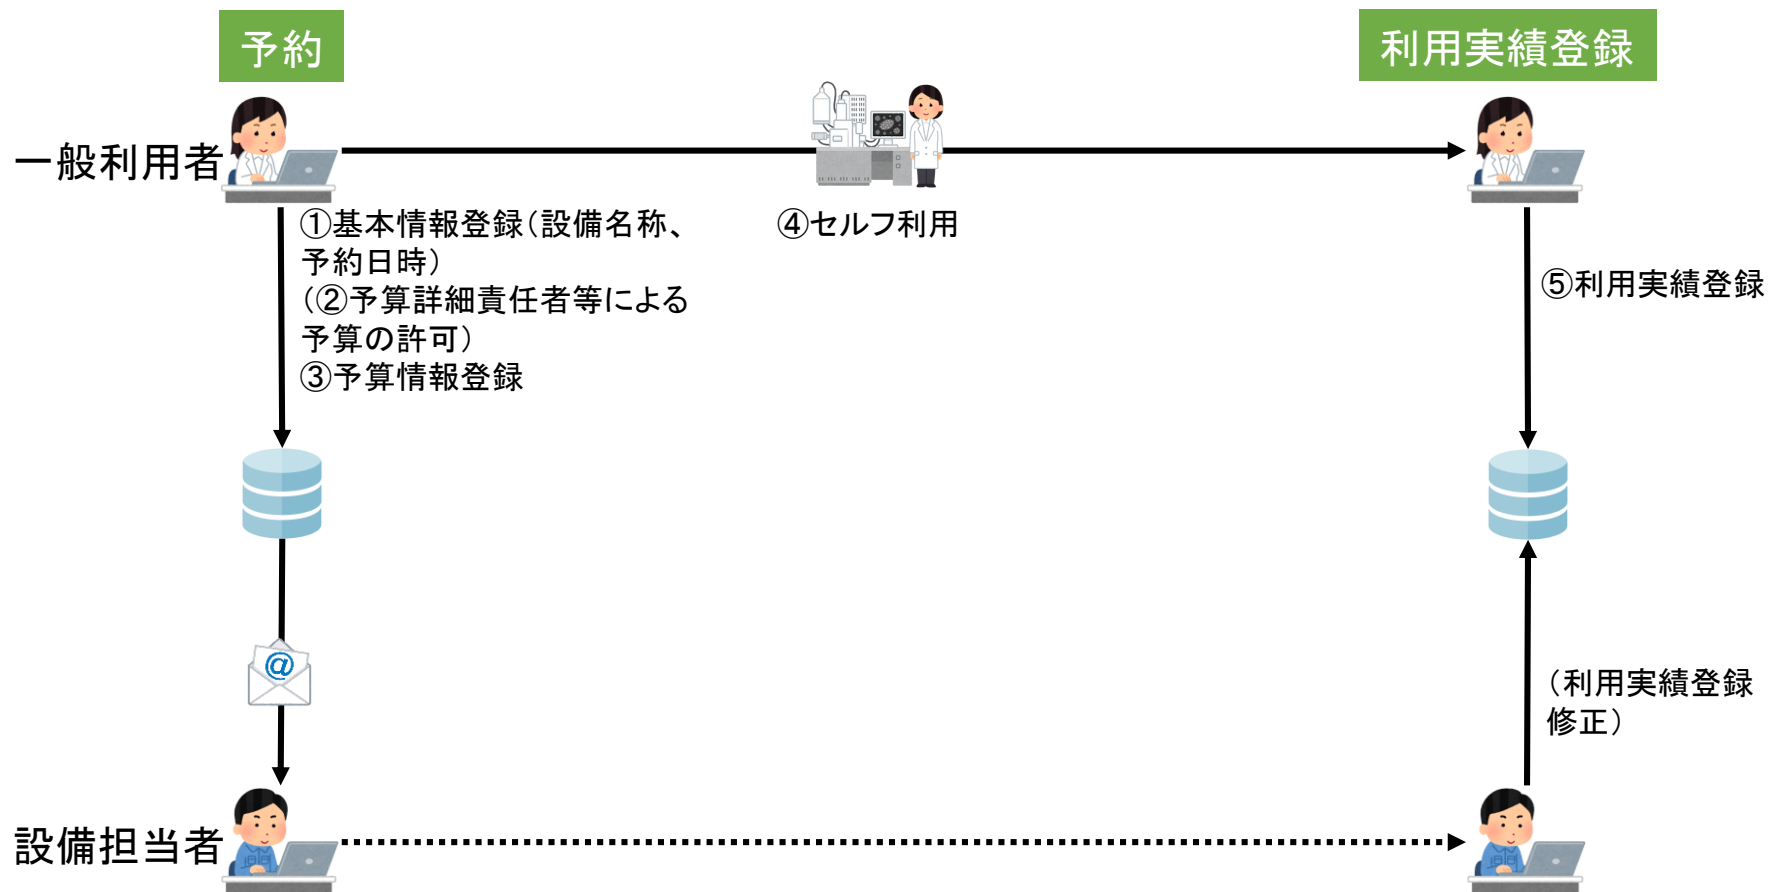 予約
利用実績登録
一般利用者
①基本情報登録（設備名称、
予約日時）
（②予算詳細責任者等による
予算の許可）
③予算情報登録
④セルフ利用
⑤利用実績登録
@
（利用実績登録
修正）
設備担当者